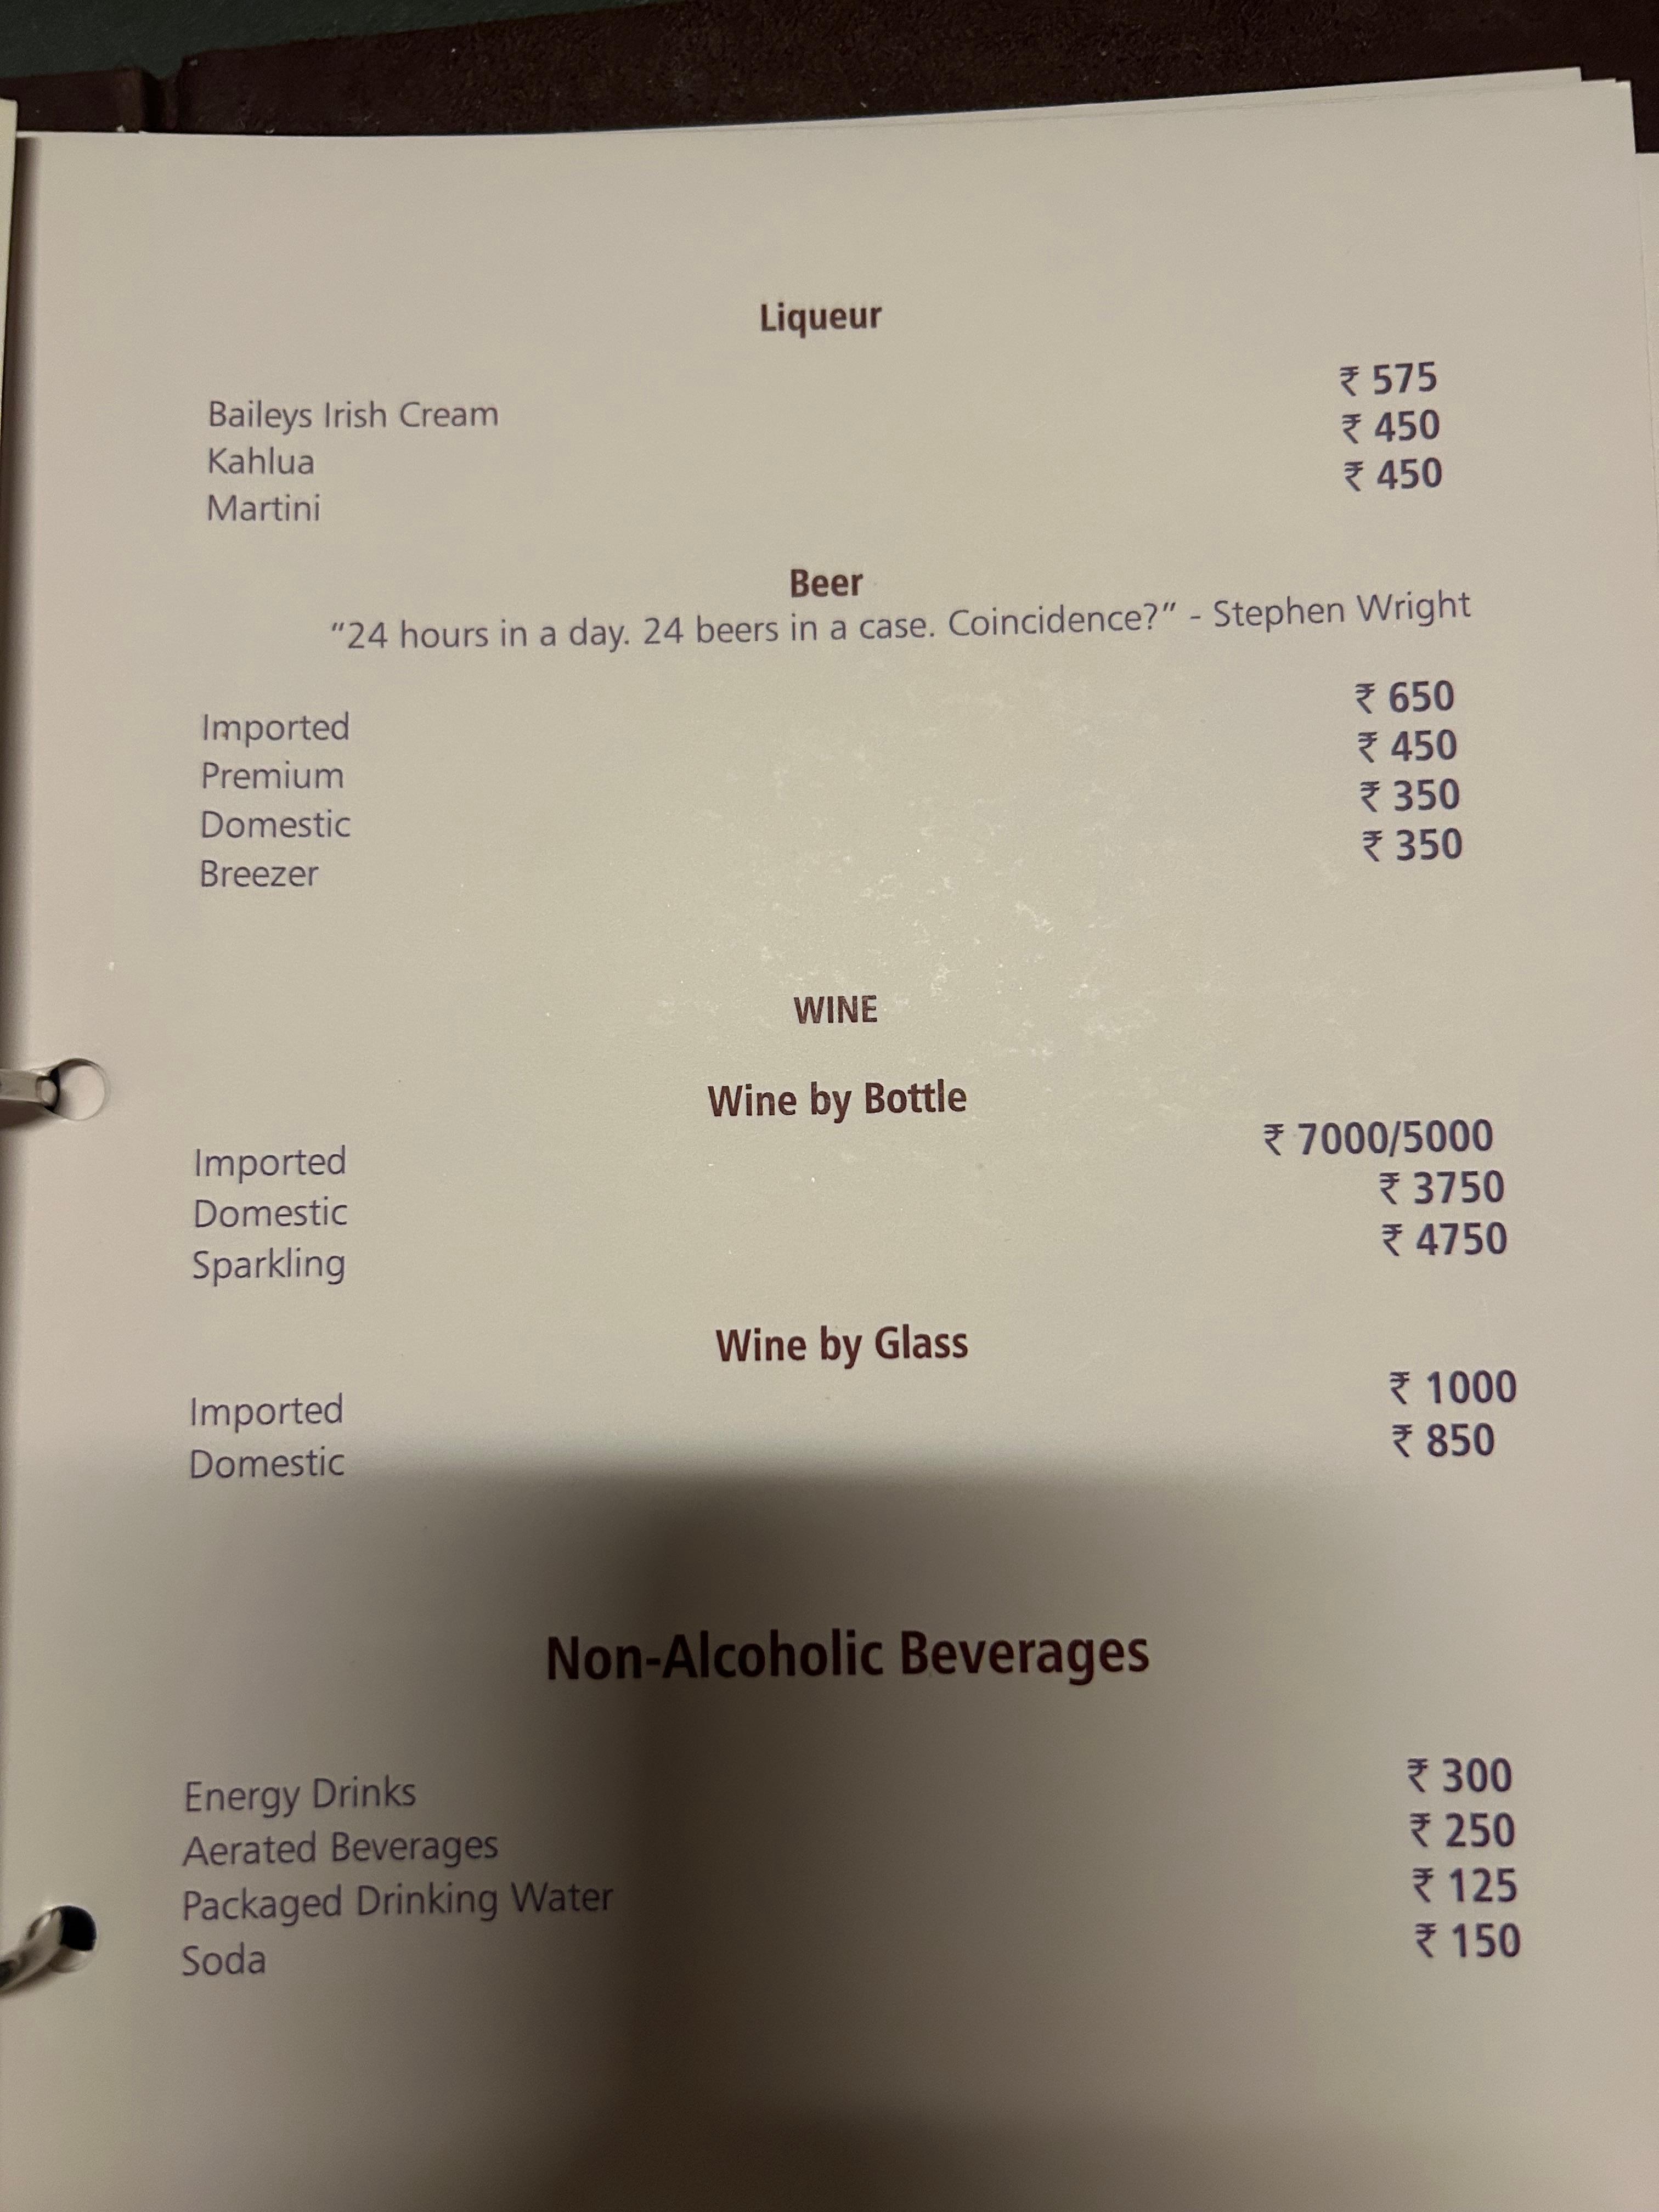 Liqueur
Baileys Irish Cream ₹ 575
Kahlua ₹ 450
Martini ₹ 450
Beer
“24 hours in a day. 24 beers in a case. Coincidence?” - Stephen Wright
Imported ₹ 650
Premium ₹ 450
Domestic ₹ 350
Breezer ₹ 350
WINE
Wine by Bottle
Imported ₹ 7000/5000
Domestic ₹ 3750
Sparkling ₹ 4750
Wine by Glass
Imported ₹ 1000
Domestic ₹ 850
Non-Alcoholic Beverages
Energy Drinks ₹ 300
Aerated Beverages ₹ 250
Packaged Drinking Water ₹ 125
Soda ₹ 150